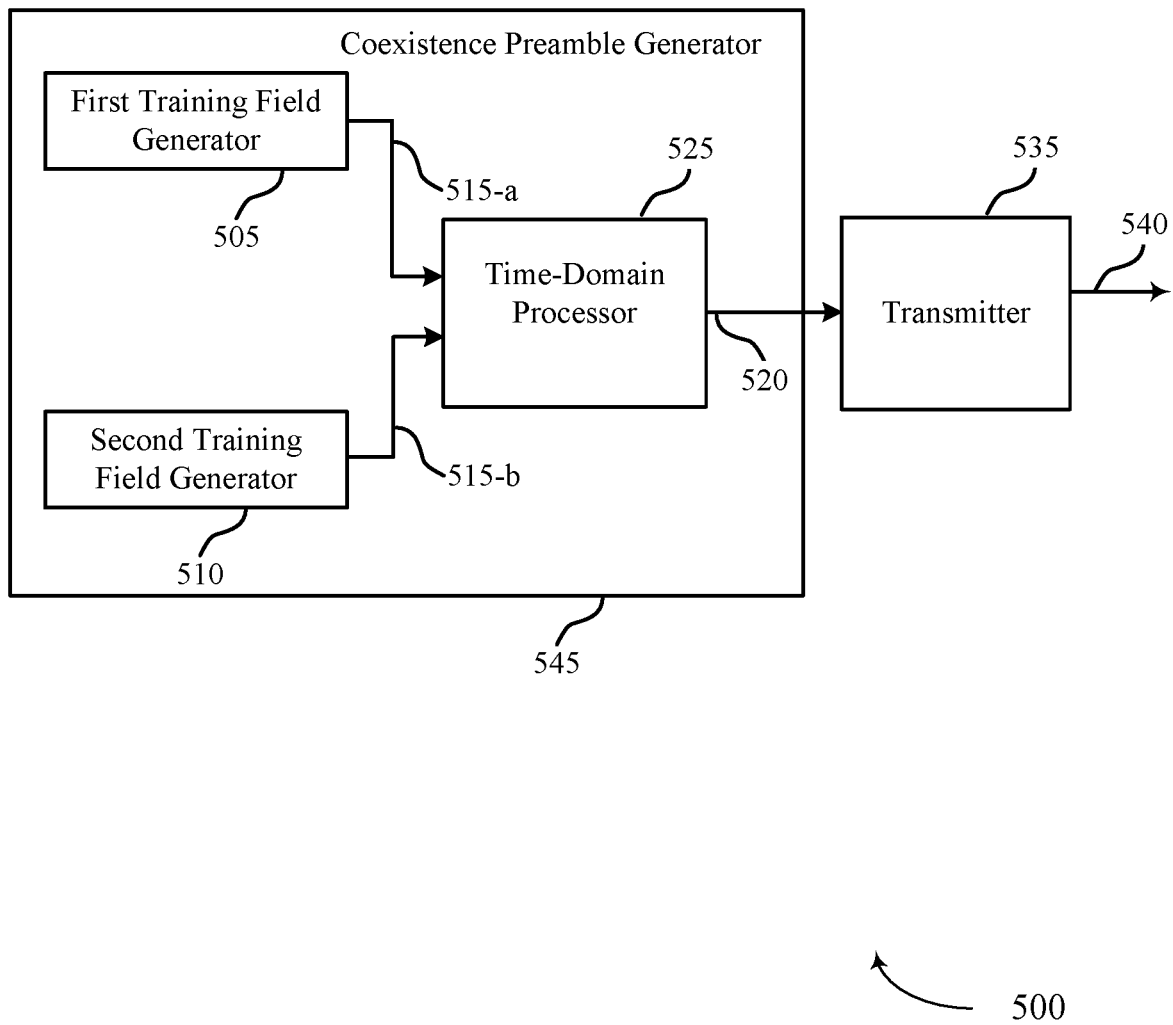 Coexistence Preamble Generator
First Training Field
Generator
505
515-a
525
Time-Domain
Processor
535
540
Transmitter
520
Second Training
Field Generator
515-b
510
545
500